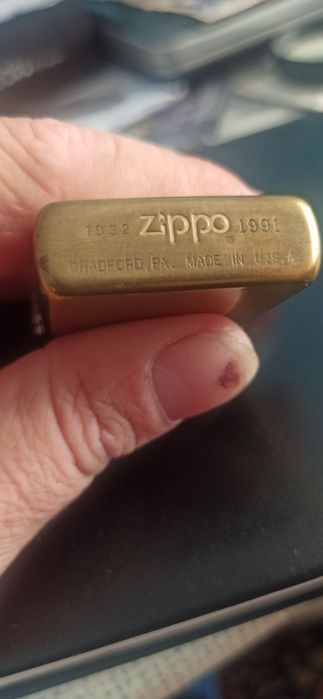 1932 zippo ® 1991
BRADFORD, PA. MADE IN U.S.A.